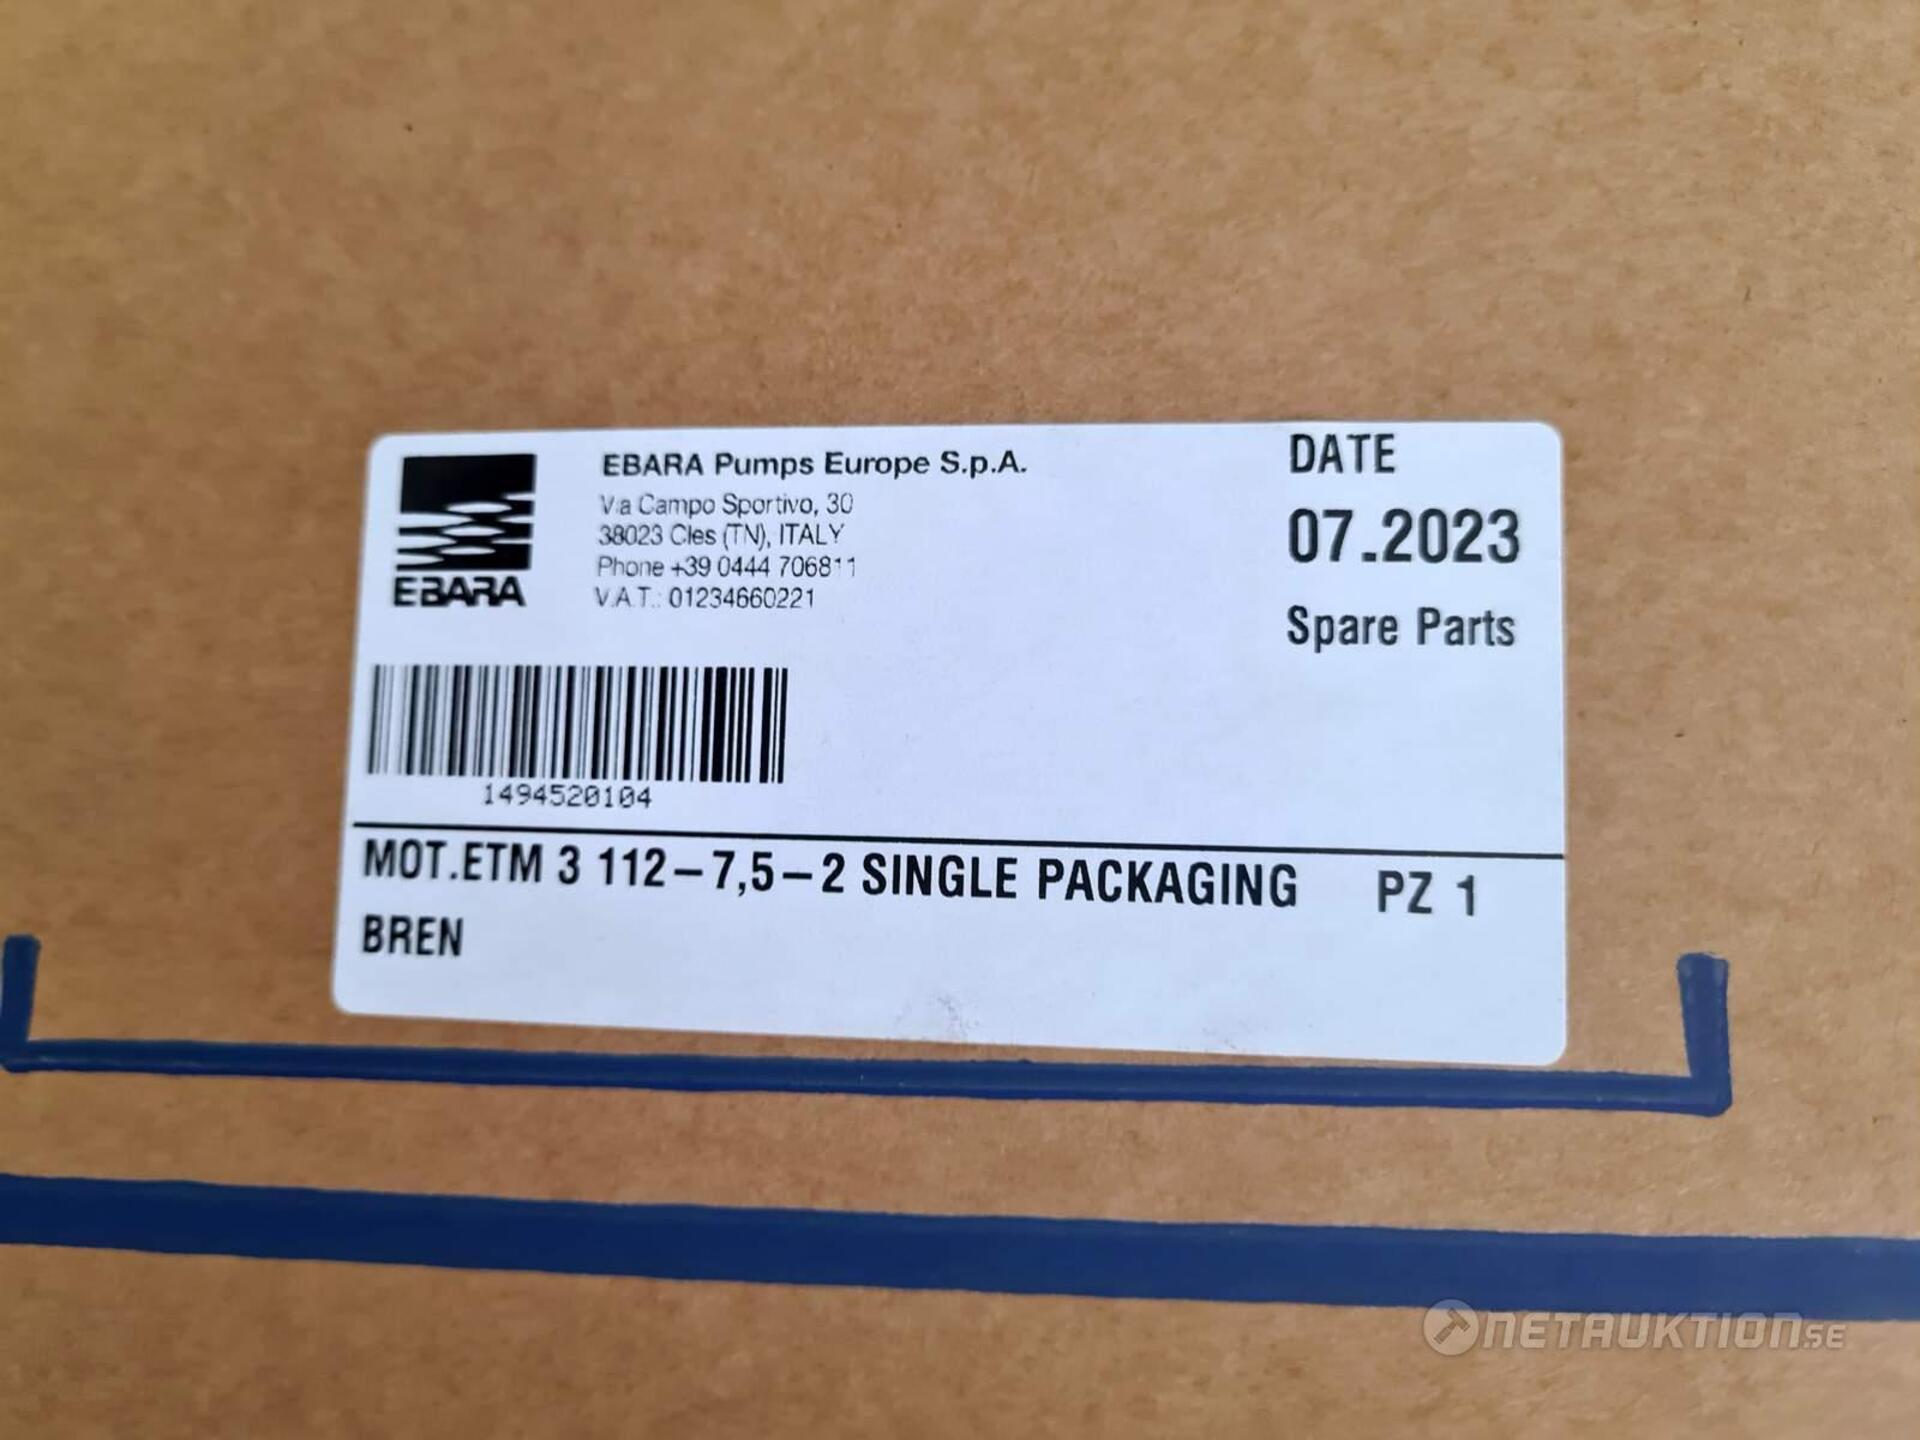 EBARA
EBARA Pumps Europe S.p.A.
Via Campo Sportivo, 30
38023 Cles (TN), ITALY
Phone +39 0444 706811
V.A.T.: 01234660221
DATE
07.2023
Spare Parts
1494520104
MOT.ETM 3 112-7,5-2 SINGLE PACKAGING PZ 1
BREN
NETAUKTION.SE